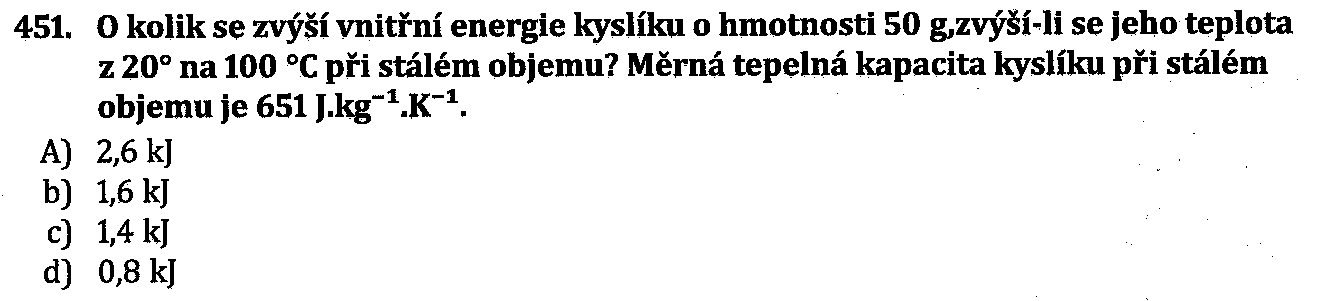 451. O kolik se zvýší vnitřní energie kyslíku o hmotnosti 50 g,zvýší-li se jeho teplota
z 20° na 100 °C při stálém objemu? Měrná tepelná kapacita kyslíku při stálém
objemu je 651 J.kg⁻¹.K⁻¹.
A) 2,6 kJ
b) 1,6 kJ
c) 1,4 kJ
d) 0,8 kJ